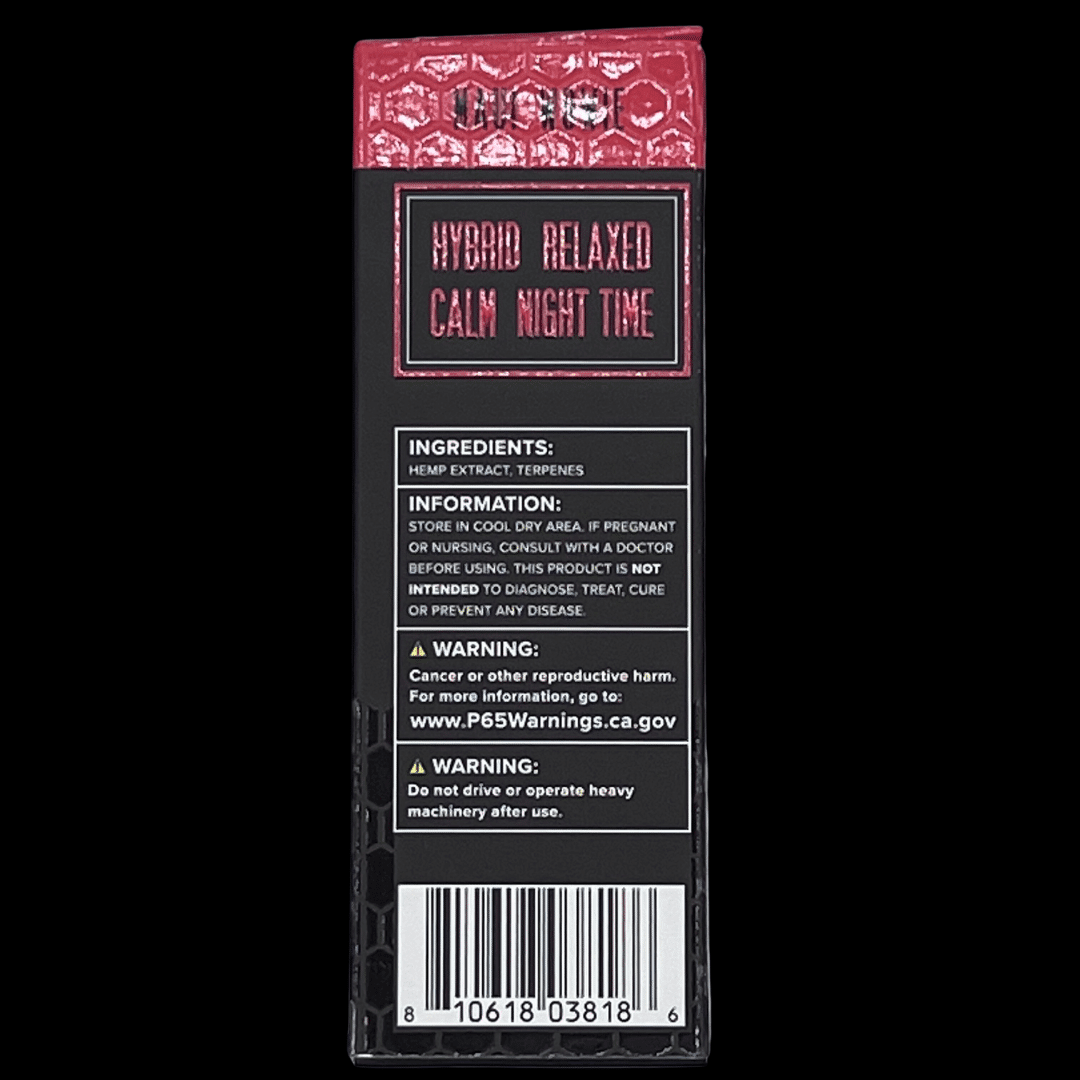 MAUI WOWIE
HYBRID RELAXED
CALM NIGHT TIME
INGREDIENTS:
HEMP EXTRACT, TERPENES
INFORMATION:
STORE IN COOL DRY AREA. IF PREGNANT
OR NURSING, CONSULT WITH A DOCTOR
BEFORE USING. THIS PRODUCT IS NOT
INTENDED TO DIAGNOSE, TREAT, CURE
OR PREVENT ANY DISEASE.
WARNING:
Cancer or other reproductive harm.
For more information, go to:
www.P65Warnings.ca.gov
WARNING:
Do not drive or operate heavy
machinery after use.
8 10618 03818 6